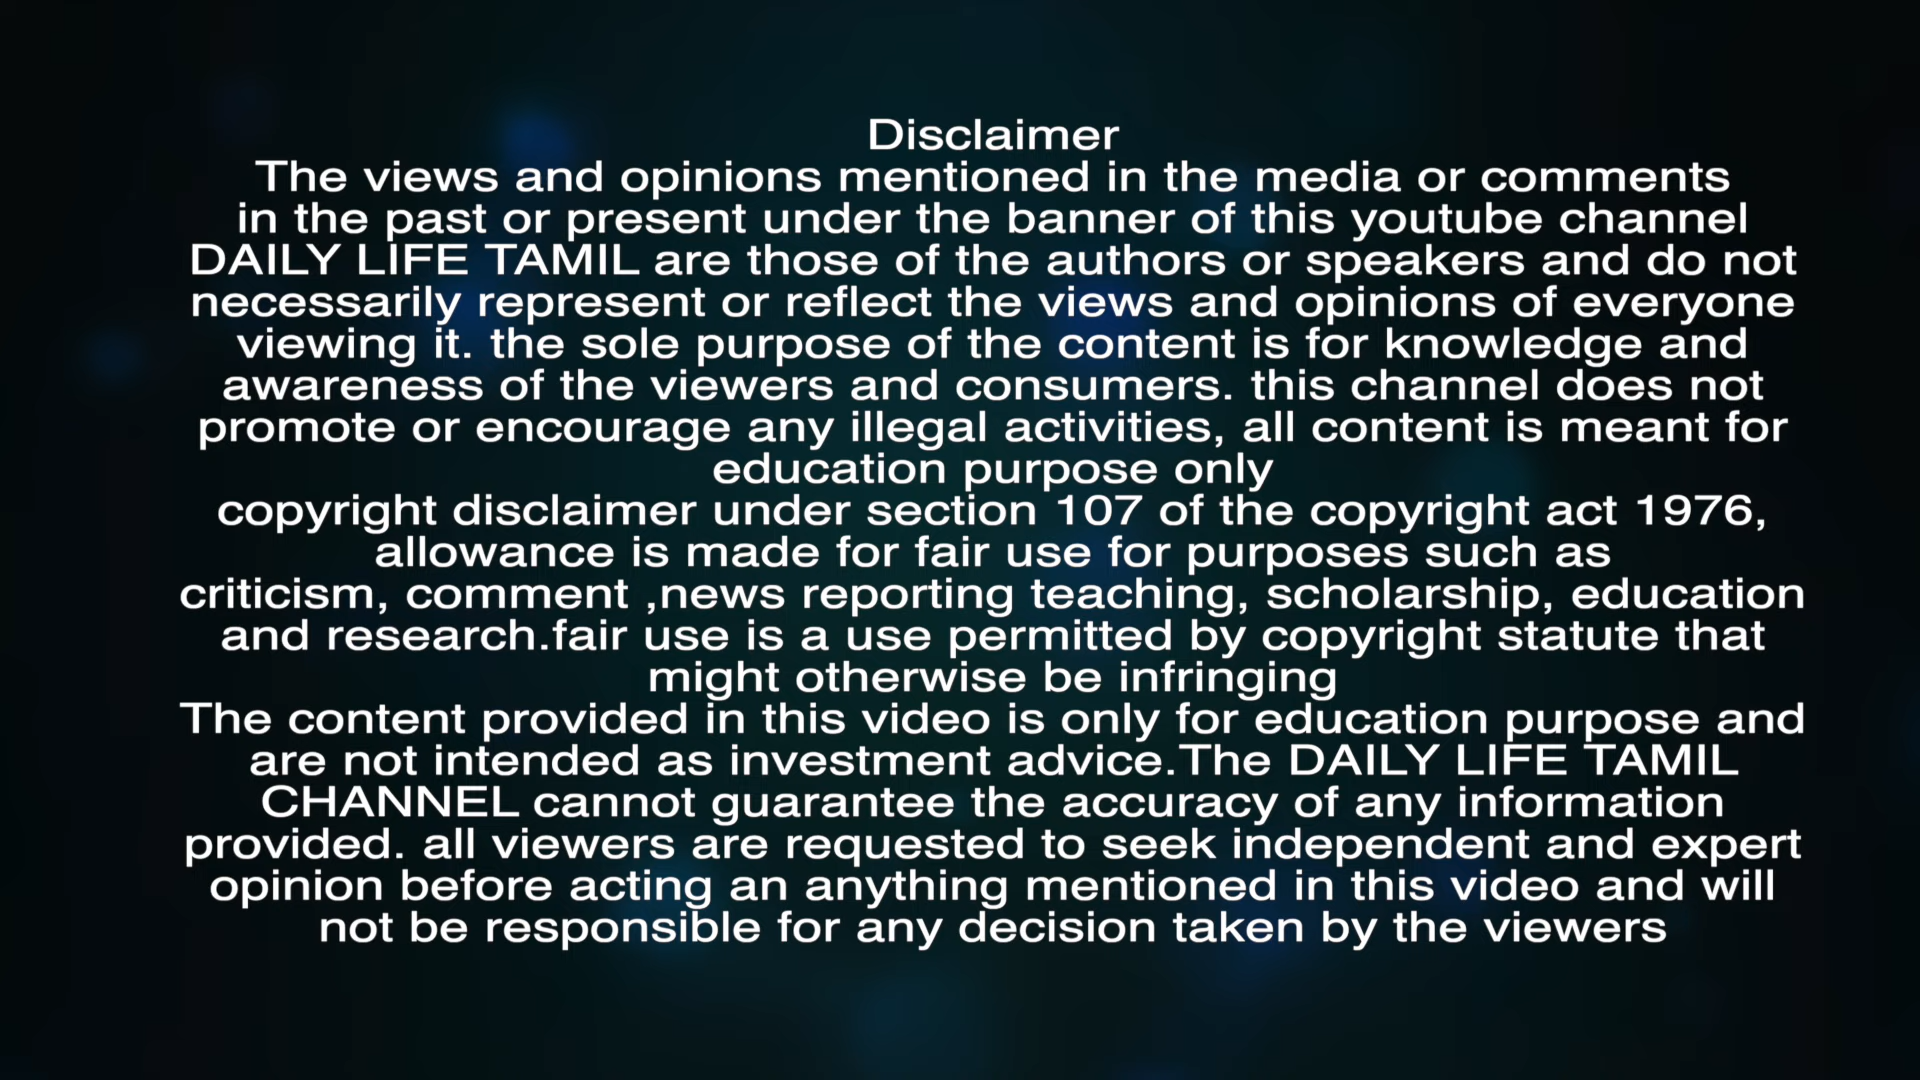 Disclaimer
The views and opinions mentioned in the media or comments
in the past or present under the banner of this youtube channel
DAILY LIFE TAMIL are those of the authors or speakers and do not
necessarily represent or reflect the views and opinions of everyone
viewing it. the sole purpose of the content is for knowledge and
awareness of the viewers and consumers. this channel does not
promote or encourage any illegal activities, all content is meant for
education purpose only
copyright disclaimer under section 107 of the copyright act 1976,
allowance is made for fair use for purposes such as
criticism, comment ,news reporting teaching, scholarship, education
and research.fair use is a use permitted by copyright statute that
might otherwise be infringing
The content provided in this video is only for education purpose and
are not intended as investment advice.The DAILY LIFE TAMIL
CHANNEL cannot guarantee the accuracy of any information
provided. all viewers are requested to seek independent and expert
opinion before acting an anything mentioned in this video and will
not be responsible for any decision taken by the viewers